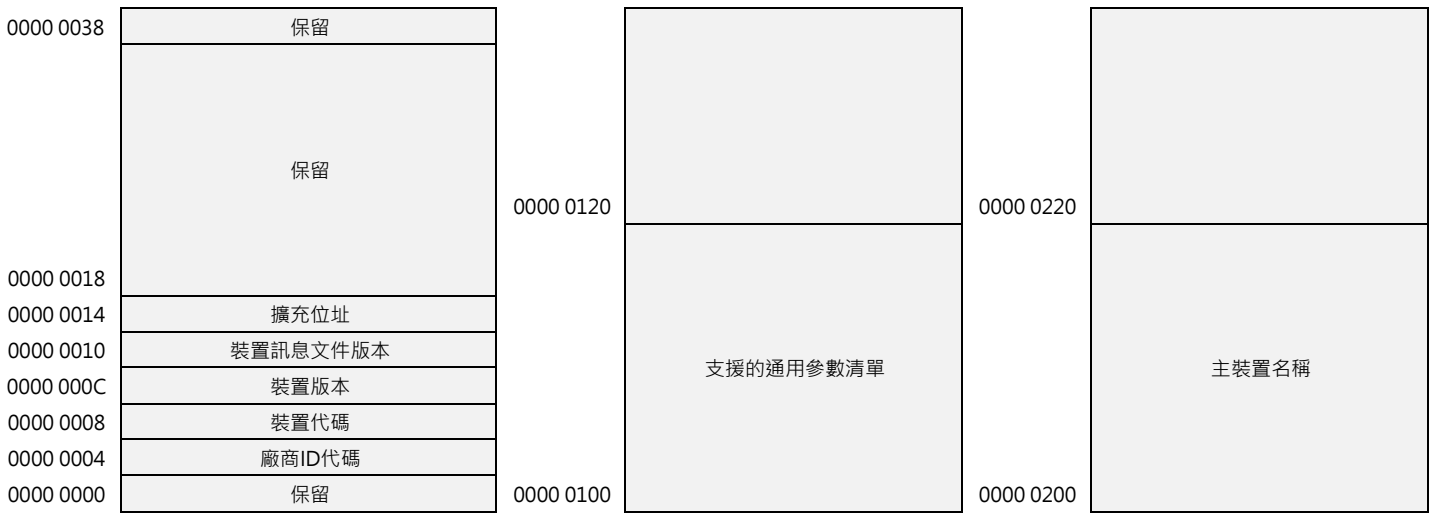 0000 0038 保留
保留
0000 0018
0000 0014 擴充位址
0000 0010 裝置訊息文件版本
0000 000C 裝置版本
0000 0008 裝置代碼
0000 0004 廠商ID代碼
0000 0000 保留
0000 0120
支援的通用參數清單
0000 0100
0000 0220
主裝置名稱
0000 0200